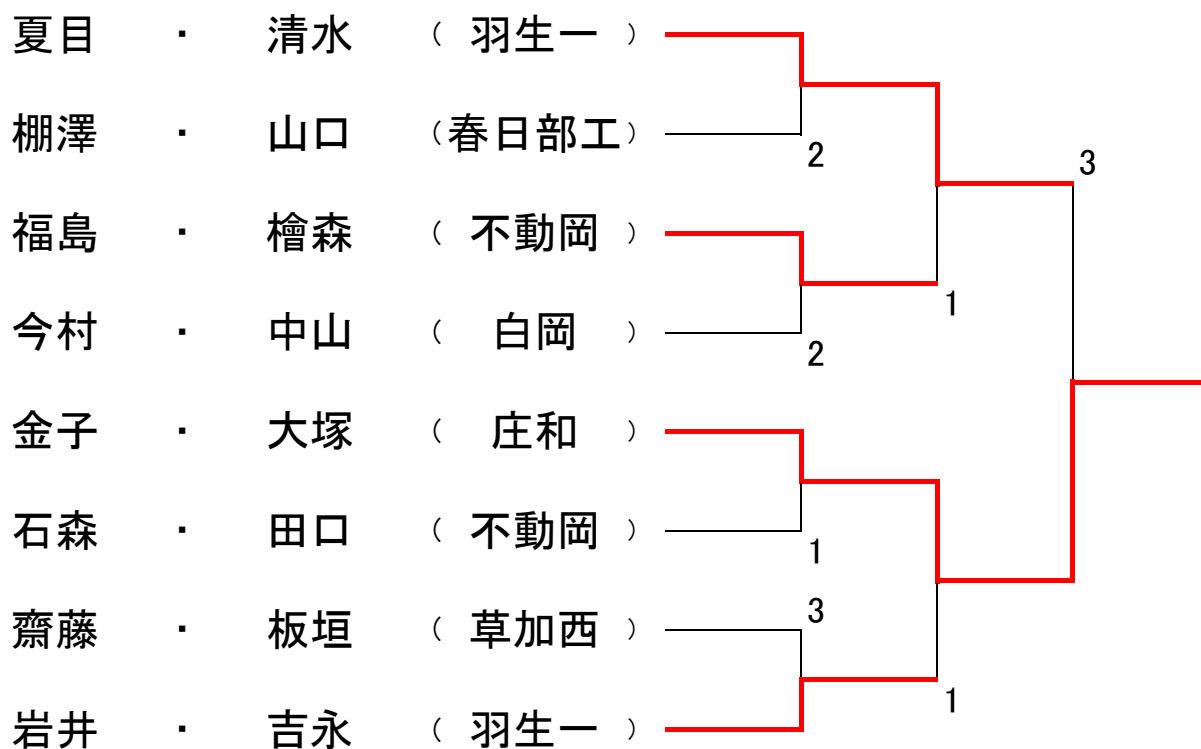 夏目 ・ 清水 ( 羽生一 )
3
棚澤 ・ 山口 (春日部工)
2
福島 ・ 檜森 ( 不動岡 )
1
今村 ・ 中山 ( 白岡 )
2
金子 ・ 大塚 ( 庄和 )
石森 ・ 田口 ( 不動岡 )
1
3
齋藤 ・ 板垣 ( 草加西 )
1
岩井 ・ 吉永 ( 羽生一 )